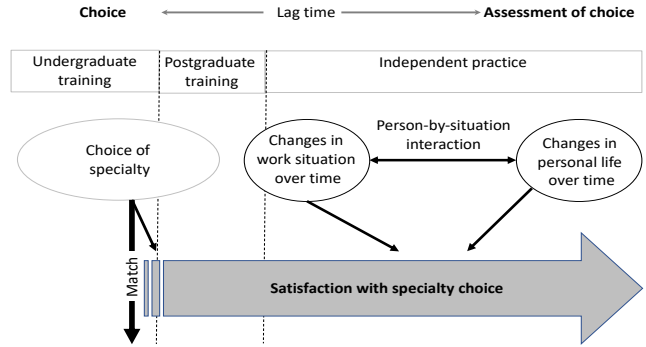 Choice
Lag time
Assessment of choice
Undergraduate
training
Postgraduate
training
Independent practice
Choice of
specialty
Changes in
work situation
over time
Person-by-situation
interaction
Changes in
personal life
over time
Match
Satisfaction with specialty choice